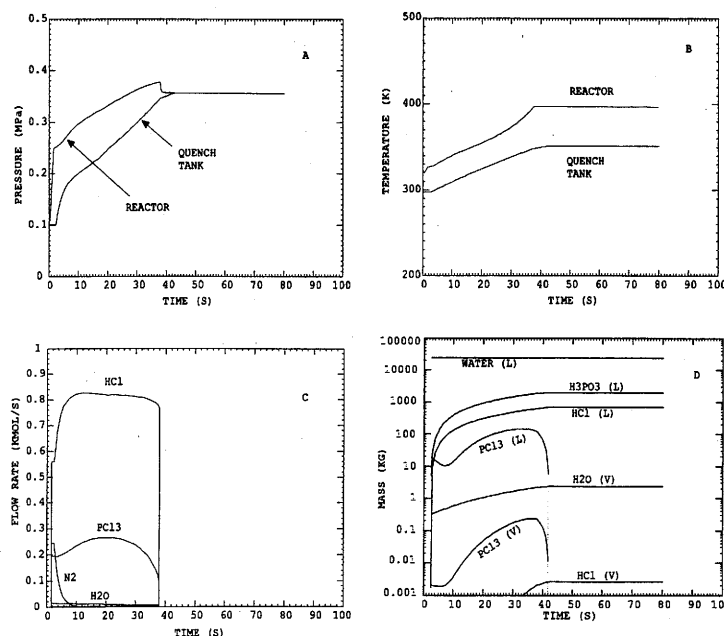 0.5
0.4
0.3
0.2
0.1
0
PRESSURE (MPa)
A
REACTOR
QUENCH
TANK
0 10 20 30 40 50 60 70 80 90 100
TIME (S)
500
400
300
200
TEMPERATURE (K)
B
REACTOR
QUENCH
TANK
0 10 20 30 40 50 60 70 80 90 100
TIME (S)
1
0.9
0.8
0.7
0.6
0.5
0.4
0.3
0.2
0.1
0
FLOW RATE (KMOL/S)
HCl
C
PCl3
N2
H2O
0 10 20 30 40 50 60 70 80 90 100
TIME (S)
100000
10000
1000
100
10
1
0.1
0.01
0.001
MASS (KG)
WATER (L)
D
H3PO3 (L)
HCl (L)
PCl3 (L)
H2O (V)
PCl3 (V)
HCl (V)
0 10 20 30 40 50 60 70 80 90 100
TIME (S)